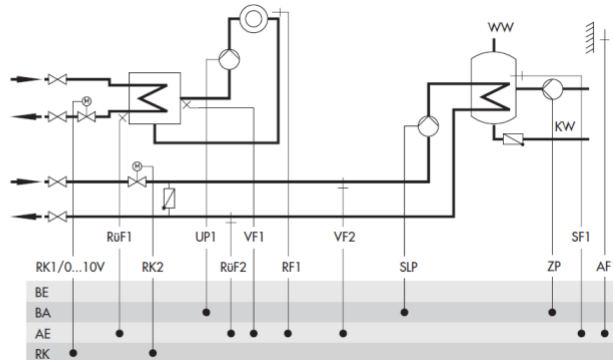 WW
M
KW
M
RüF1 UP1 VF1 VF2 SF1
RK1/0...10V RK2 RüF2 RF1 SLP ZP AF
BE
BA
AE
RK